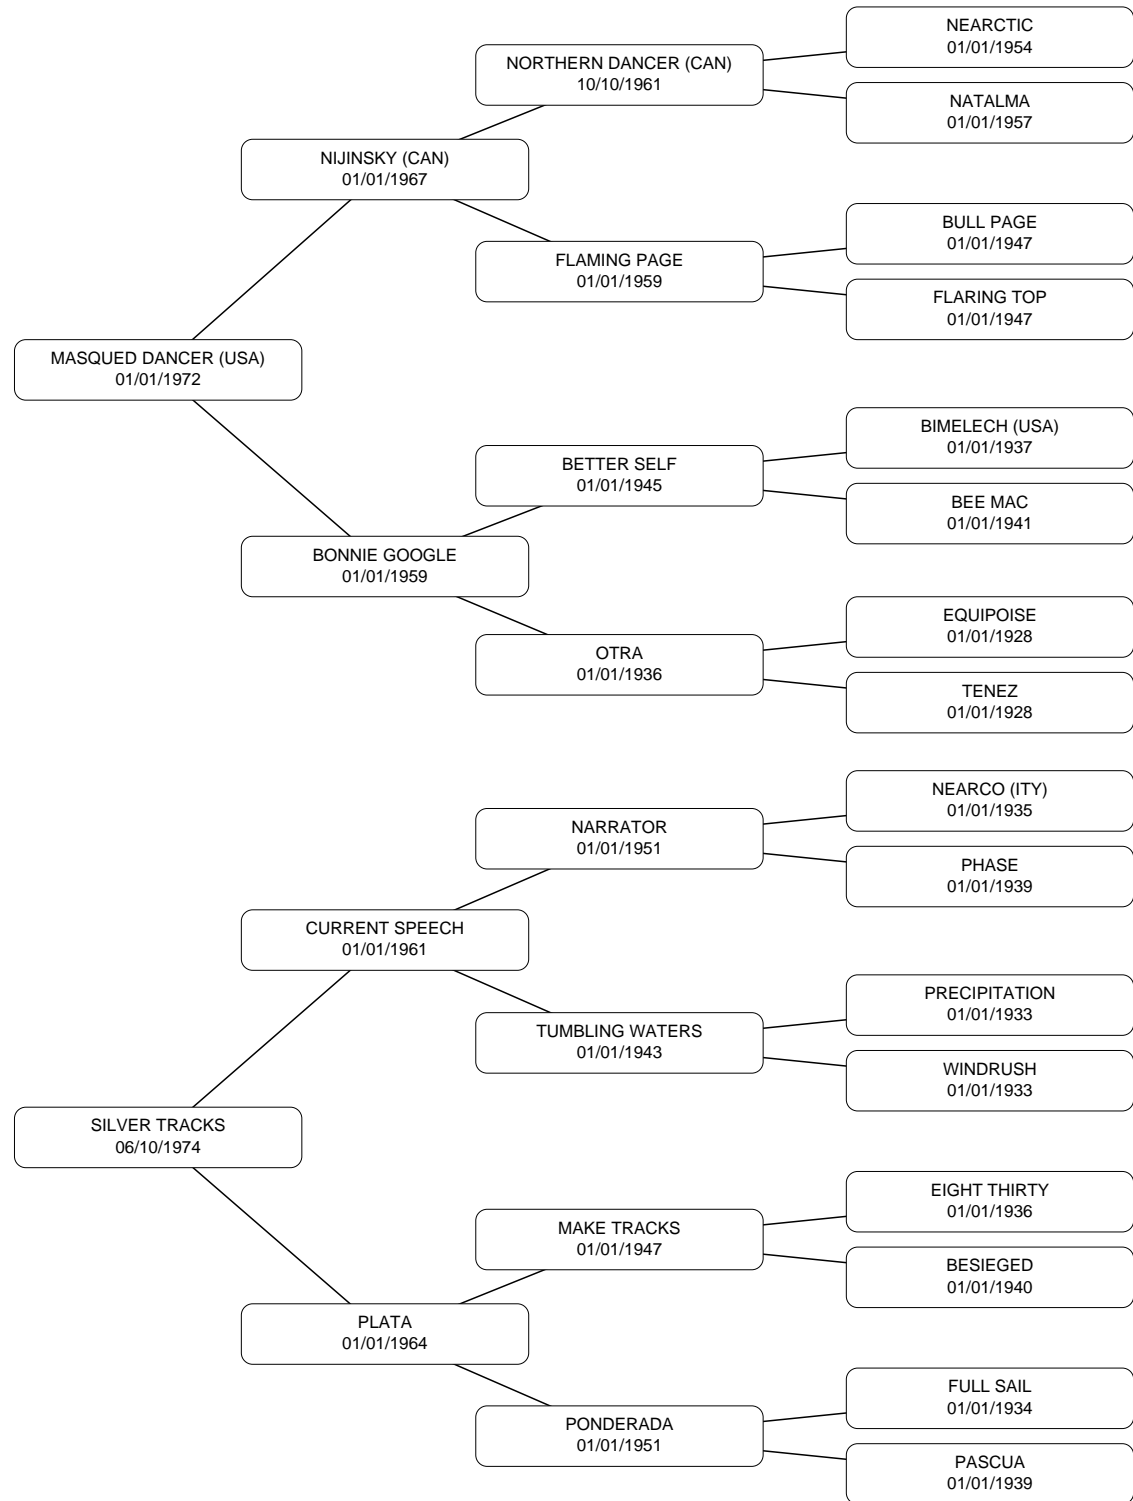 NEARCTIC
01/01/1954
NORTHERN DANCER (CAN)
10/10/1961
NATALMA
01/01/1957
NIJINSKY (CAN)
01/01/1967
BULL PAGE
01/01/1947
FLAMING PAGE
01/01/1959
FLARING TOP
01/01/1947
MASQUED DANCER (USA)
01/01/1972
BIMELECH (USA)
01/01/1937
BETTER SELF
01/01/1945
BEE MAC
01/01/1941
BONNIE GOOGLE
01/01/1959
EQUIPOISE
01/01/1928
OTRA
01/01/1936
TENEZ
01/01/1928
NEARCO (ITY)
01/01/1935
NARRATOR
01/01/1951
PHASE
01/01/1939
CURRENT SPEECH
01/01/1961
PRECIPITATION
01/01/1933
TUMBLING WATERS
01/01/1943
WINDRUSH
01/01/1933
SILVER TRACKS
06/10/1974
EIGHT THIRTY
01/01/1936
MAKE TRACKS
01/01/1947
BESIEGED
01/01/1940
PLATA
01/01/1964
FULL SAIL
01/01/1934
PONDERADA
01/01/1951
PASCUA
01/01/1939